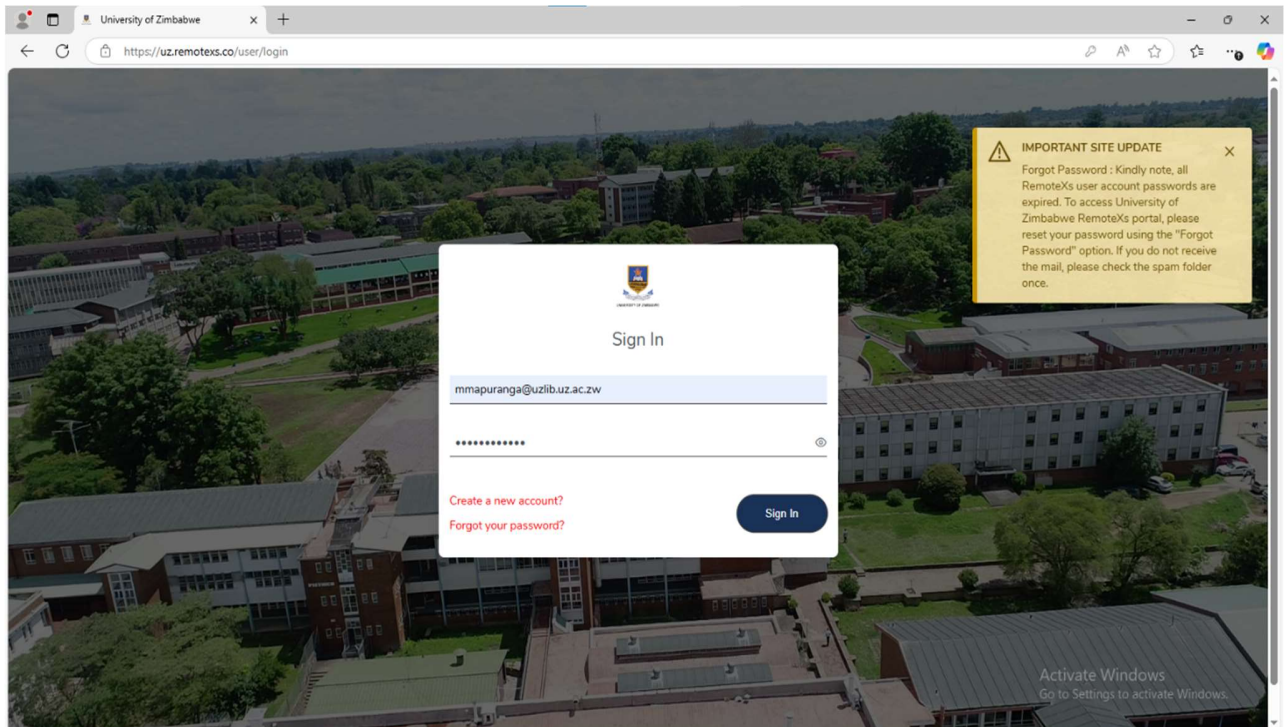 University of Zimbabwe
https://uz.remotexs.co/user/login
IMPORTANT SITE UPDATE
Forgot Password : Kindly note, all
RemoteXs user account passwords are
expired. To access University of
Zimbabwe RemoteXs portal, please
reset your password using the "Forgot
Password" option. If you do not receive
the mail, please check the spam folder
once.
UNIVERSITY OF ZIMBABWE
Sign In
mmapuranga@uzlib.uz.ac.zw
••••••••••••
Create a new account?
Forgot your password?
Sign In
Activate Windows
Go to Settings to activate Windows.